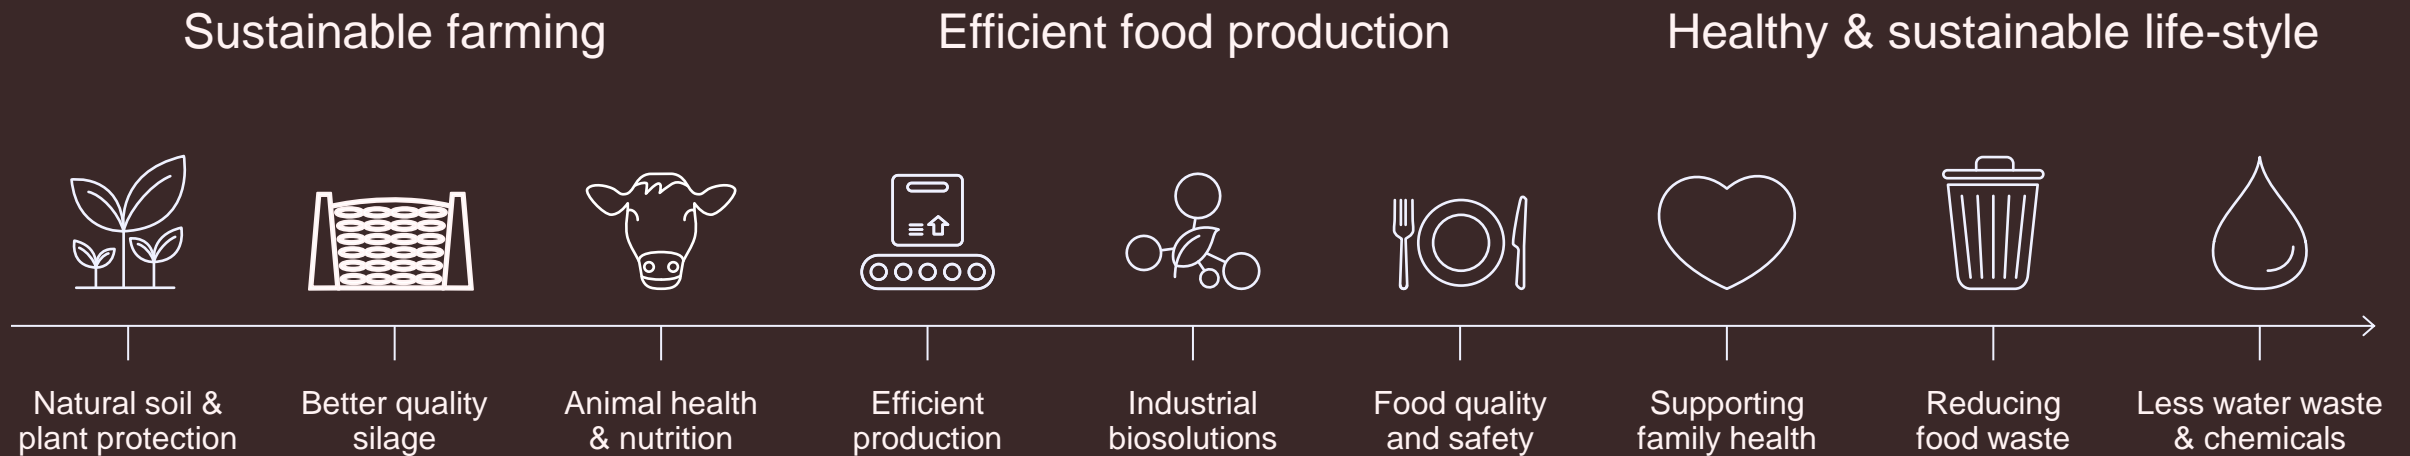 Sustainable farming
Efficient food production
Healthy & sustainable life-style
Natural soil &
plant protection
Better quality
silage
Animal health
& nutrition
Efficient
production
Industrial
biosolutions
Food quality
and safety
Supporting
family health
Reducing
food waste
Less water waste
& chemicals